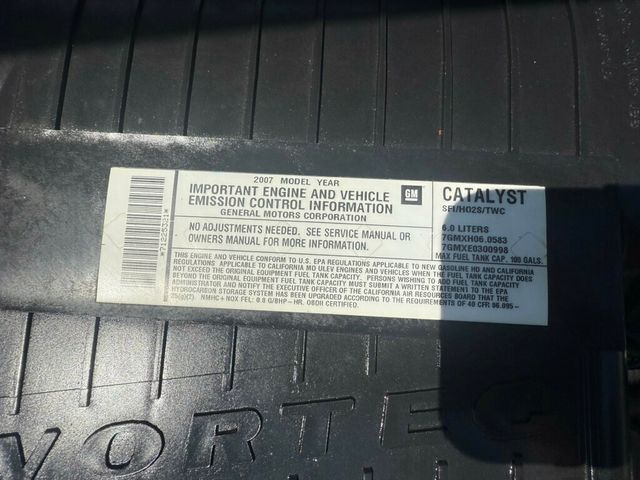 2007 MODEL YEAR
IMPORTANT ENGINE AND VEHICLE
EMISSION CONTROL INFORMATION
GENERAL MOTORS CORPORATION
GM
CATALYST
SFI/HO2S/TWC
NO ADJUSTMENTS NEEDED. SEE SERVICE MANUAL OR
OWNERS MANUAL FOR MORE INFORMATION.
6.0 LITERS
7GMXH06.0583
7GMXE0300998
MAX FUEL TANK CAP. 100 GALS.
THIS ENGINE CONFORMS TO U.S. EPA REGULATIONS APPLICABLE TO NEW GASOLINE HD AND
REGULATIONS APPLICABLE TO CALIFORNIA MD ULEV ENGINES AND VEHICLES WHEN THE FUEL TANK CAPACITY DOES
NOT EXCEED THE MAXIMUM FUEL TANK CAPACITY. PERSONS WISHING TO ADD FUEL TANK CAPACITY
BEYOND THE ORIGINAL EQUIPMENT FUEL TANK CAPACITY MUST SUBMIT A WRITTEN STATEMENT TO THE EPA
ADMINISTRATOR AND NOTIFY THE EXECUTIVE OFFICER OF THE CALIFORNIA AIR RESOURCES BOARD THAT THE
HYDROCARBON STORAGE SYSTEM HAS BEEN UPGRADED ACCORDING TO THE REQUIREMENTS OF 40 CFR 86.095-
35(g)(2). NMHC + NOX FEL: 0.8 G/BHP - HR. OBDII CERTIFIED.
*71225321*
VORTEC